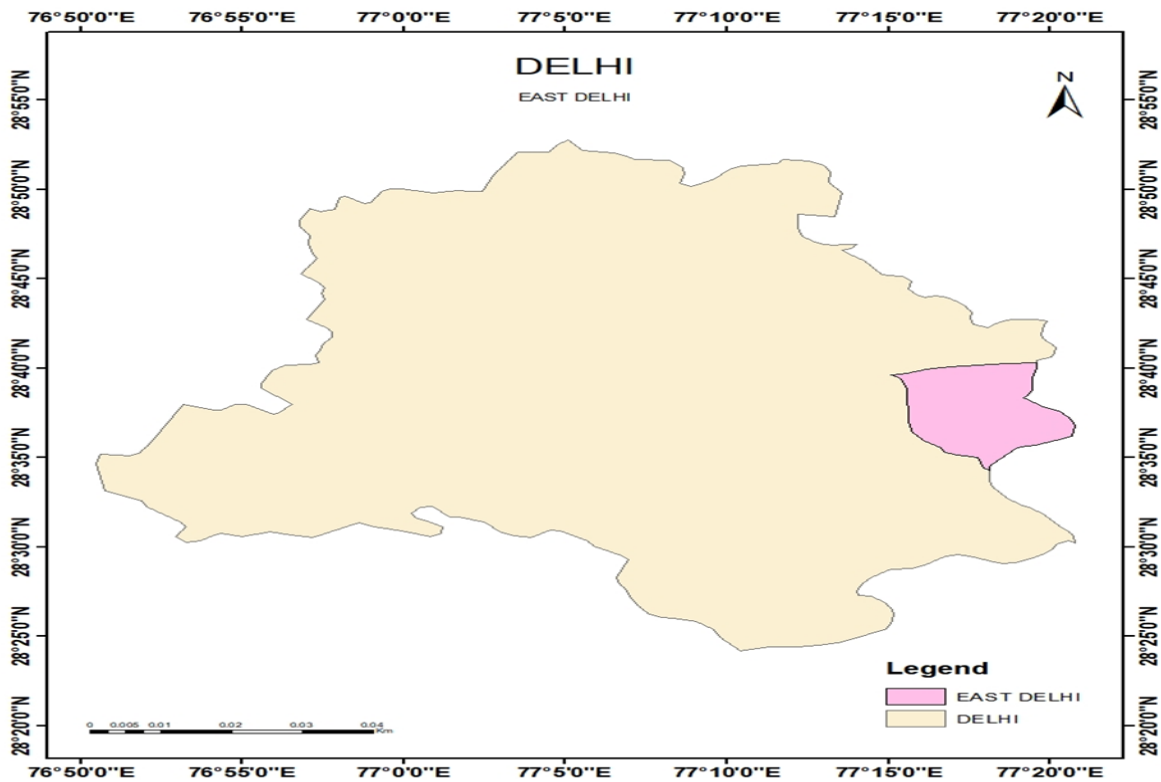 76°50'0"E 76°55'0"E 77°0'0"E 77°5'0"E 77°10'0"E 77°15'0"E 77°20'0"E
DELHI
EAST DELHI
N
28°55'0"N 28°55'0"N
28°50'0"N 28°50'0"N
28°45'0"N 28°45'0"N
28°40'0"N 28°40'0"N
28°35'0"N 28°35'0"N
28°30'0"N 28°30'0"N
28°25'0"N 28°25'0"N
28°20'0"N 28°20'0"N
Legend
EAST DELHI
DELHI
0 0.005 0.01 0.02 0.03 0.04
Km
76°50'0"E 76°55'0"E 77°0'0"E 77°5'0"E 77°10'0"E 77°15'0"E 77°20'0"E